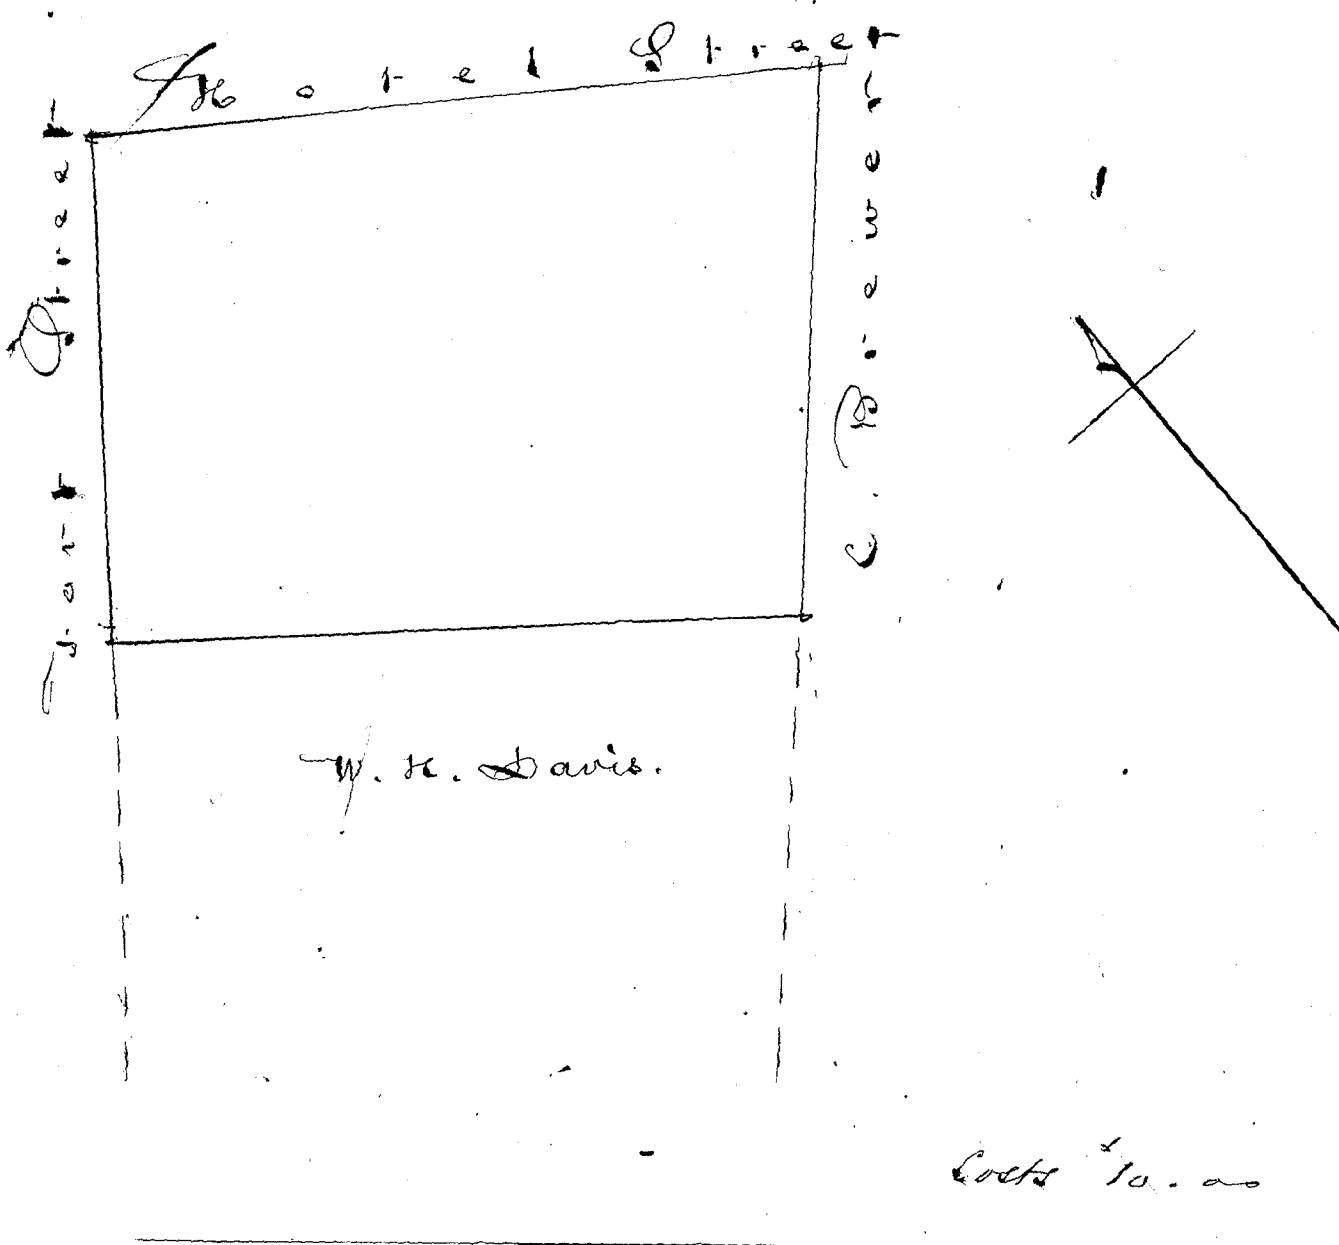 Hotel Street
Fort Street
C. Brewer
W. H. Davis.
Costs $10.00